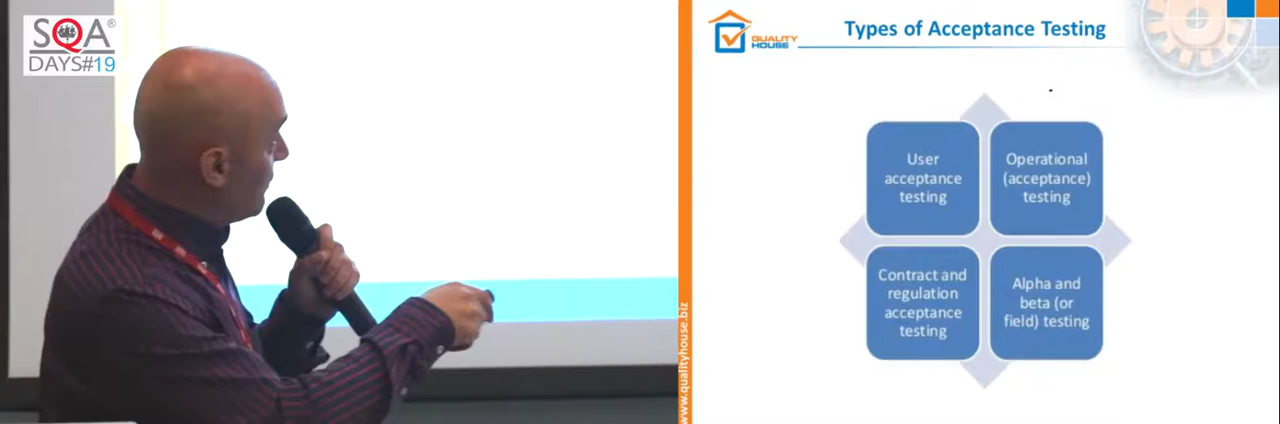 SQA®
DAYS#19
QUALITY
HOUSE
Types of Acceptance Testing
User
acceptance
testing
Operational
(acceptance)
testing
Contract and
regulation
acceptance
testing
Alpha and
beta (or
field) testing
www.qualityhouse.biz